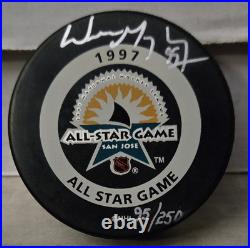 1997
ALL-STAR GAME
SAN JOSE
NHL
ALL STAR GAME
95/250